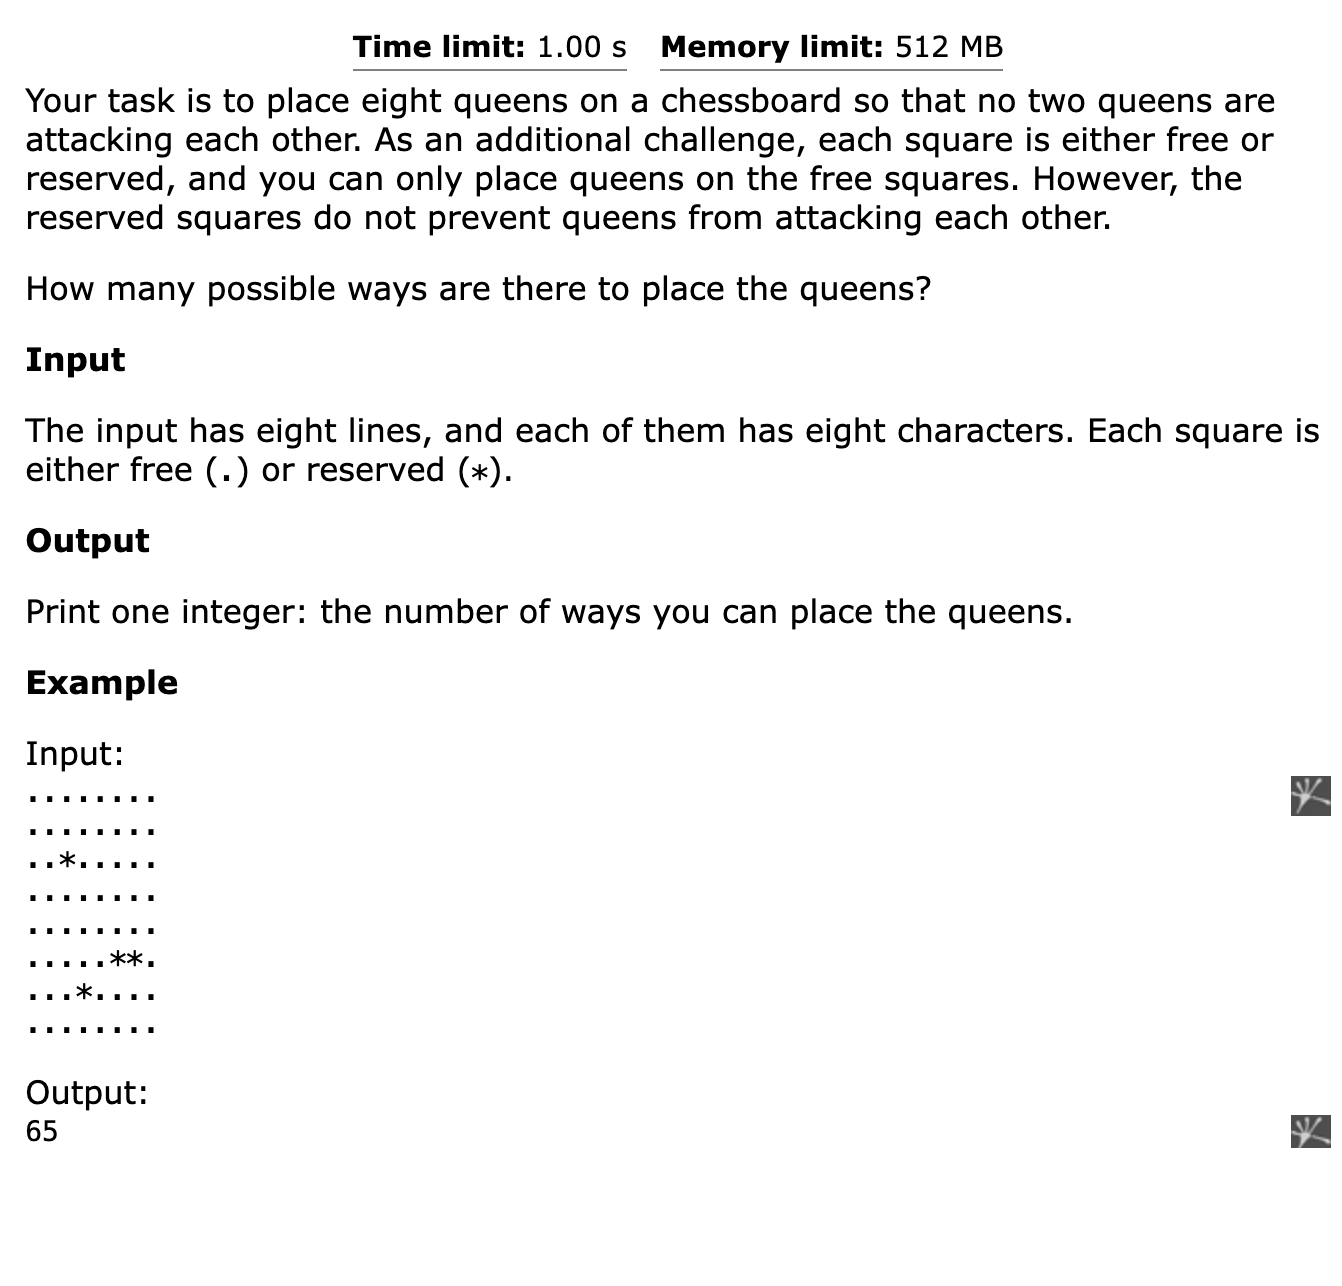 Time limit: 1.00 s Memory limit: 512 MB
Your task is to place eight queens on a chessboard so that no two queens are
attacking each other. As an additional challenge, each square is either free or
reserved, and you can only place queens on the free squares. However, the
reserved squares do not prevent queens from attacking each other.
How many possible ways are there to place the queens?
Input
The input has eight lines, and each of them has eight characters. Each square is
either free (.) or reserved (*).
Output
Print one integer: the number of ways you can place the queens.
Example
Input:
........
........
..*.....
........
........
.....**.
...*....
........
Output:
65